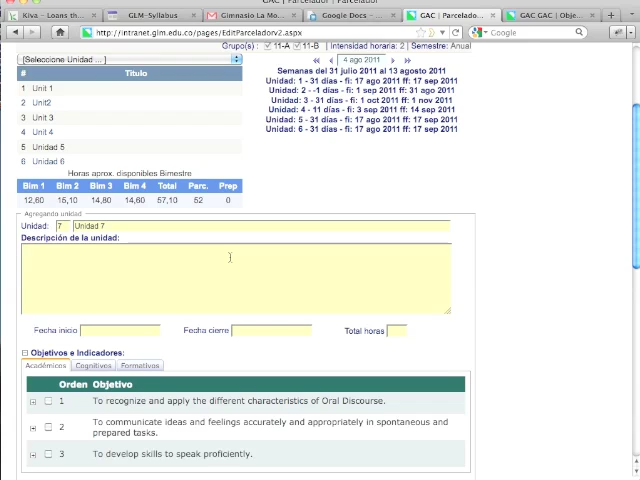 GAC | Parcelador
Kiva – Loans th...
GLM-Syllabus
Gimnasio La Mo...
Google Docs - ...
GAC | Parcelado...
GAC GAC | Obje...
http://intranet.glm.edu.co/pages/EditParceladorv2.aspx
Google
Grupo(s) : 11-A 11-B | Intensidad horaria: 2 | Semestre: Anual
[Seleccione Unidad ... ]
4 ago 2011
# Titulo
1 Unit 1
2 Unit2
3 Unit 3
4 Unit 4
5 Unidad 5
6 Unidad 6
Semanas del 31 julio 2011 al 13 agosto 2011
Unidad: 1 - 31 días - fi: 17 ago 2011 ff: 17 sep 2011
Unidad: 2 - -1 días - fi: 1 sep 2011 ff: 31 ago 2011
Unidad: 3 - 31 días - fi: 1 oct 2011 ff: 1 nov 2011
Unidad: 4 - 11 días - fi: 3 sep 2011 ff: 14 sep 2011
Unidad: 5 - 31 días - fi: 17 ago 2011 ff: 17 sep 2011
Unidad: 6 - 31 días - fi: 17 ago 2011 ff: 17 sep 2011
Horas aprox. disponibles Bimestre
Bim 1 Bim 2 Bim 3 Bim 4 Total Parc. Prep
12,60 15,10 14,80 14,60 57,10 52 0
Agregando unidad
Unidad: 7 Unidad 7
Descripción de la unidad:
Fecha inicio Fecha cierre Total horas
Objetivos e Indicadores:
Académicos Cognitivos Formativos
Orden Objetivo
1 To recognize and apply the different characteristics of Oral Discourse.
2 To communicate ideas and feelings accurately and appropriately in spontaneous and
prepared tasks.
3 To develop skills to speak proficiently.